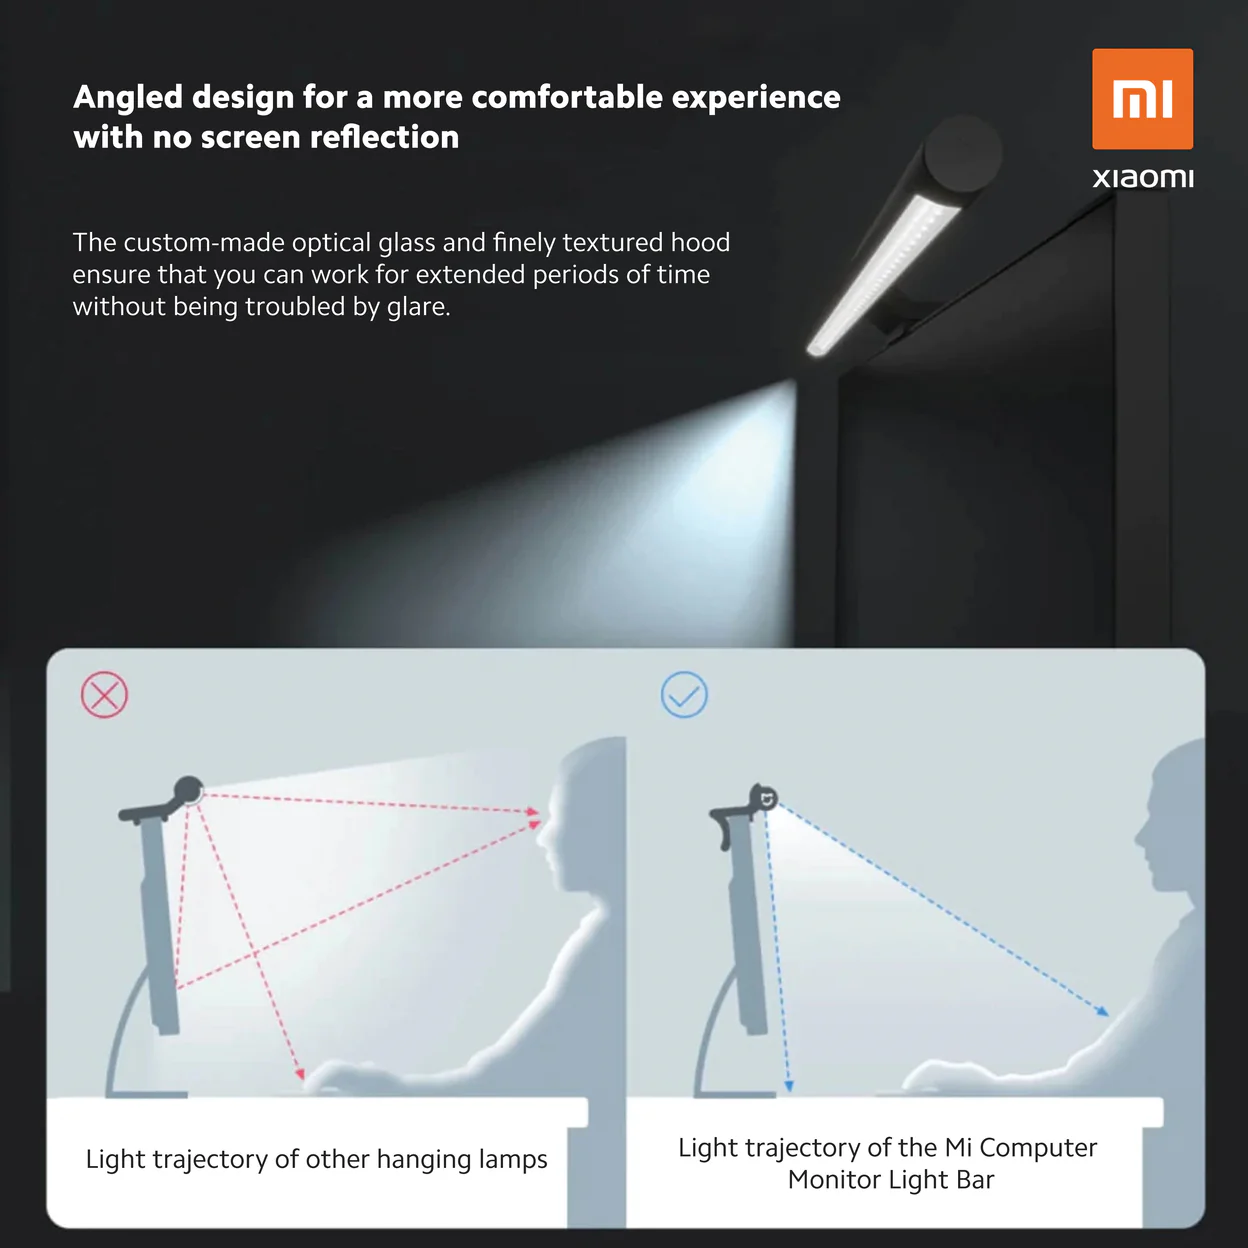 Angled design for a more comfortable experience
with no screen reflection
mi
xiaomi
The custom-made optical glass and finely textured hood
ensure that you can work for extended periods of time
without being troubled by glare.
Light trajectory of other hanging lamps
Light trajectory of the Mi Computer
Monitor Light Bar